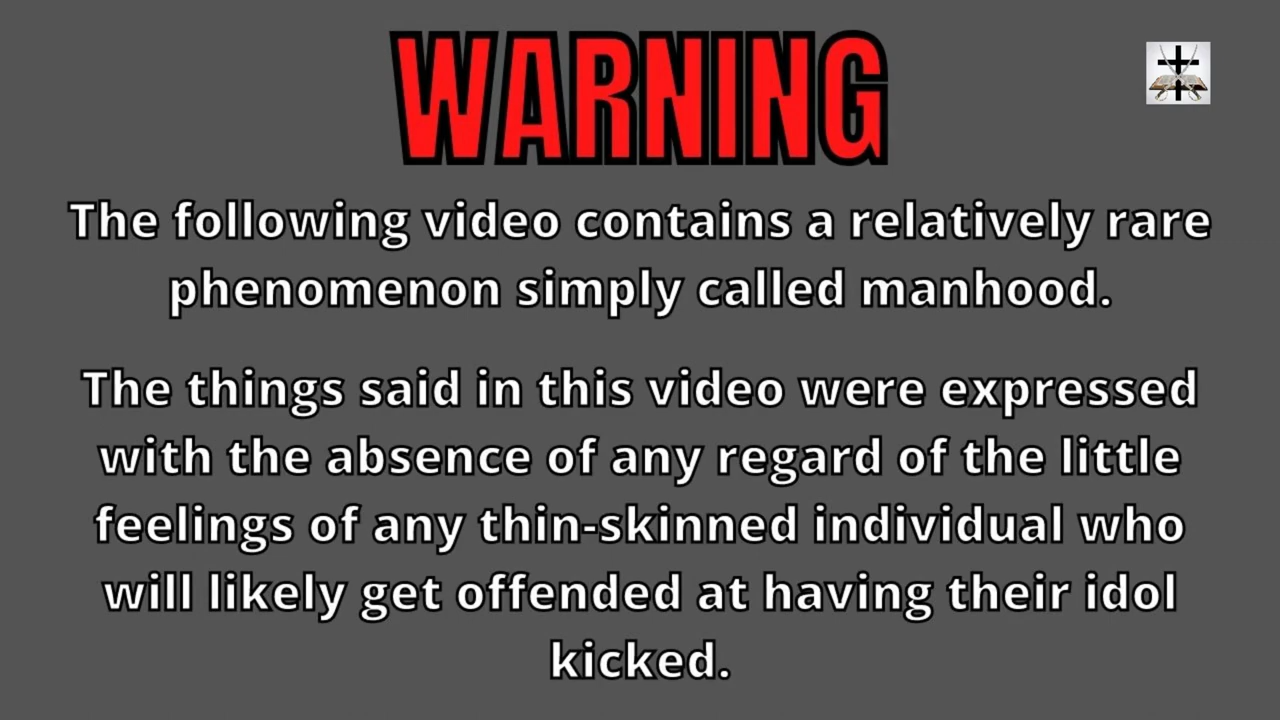 WARNING
The following video contains a relatively rare
phenomenon simply called manhood.
The things said in this video were expressed
with the absence of any regard of the little
feelings of any thin-skinned individual who
will likely get offended at having their idol
kicked.